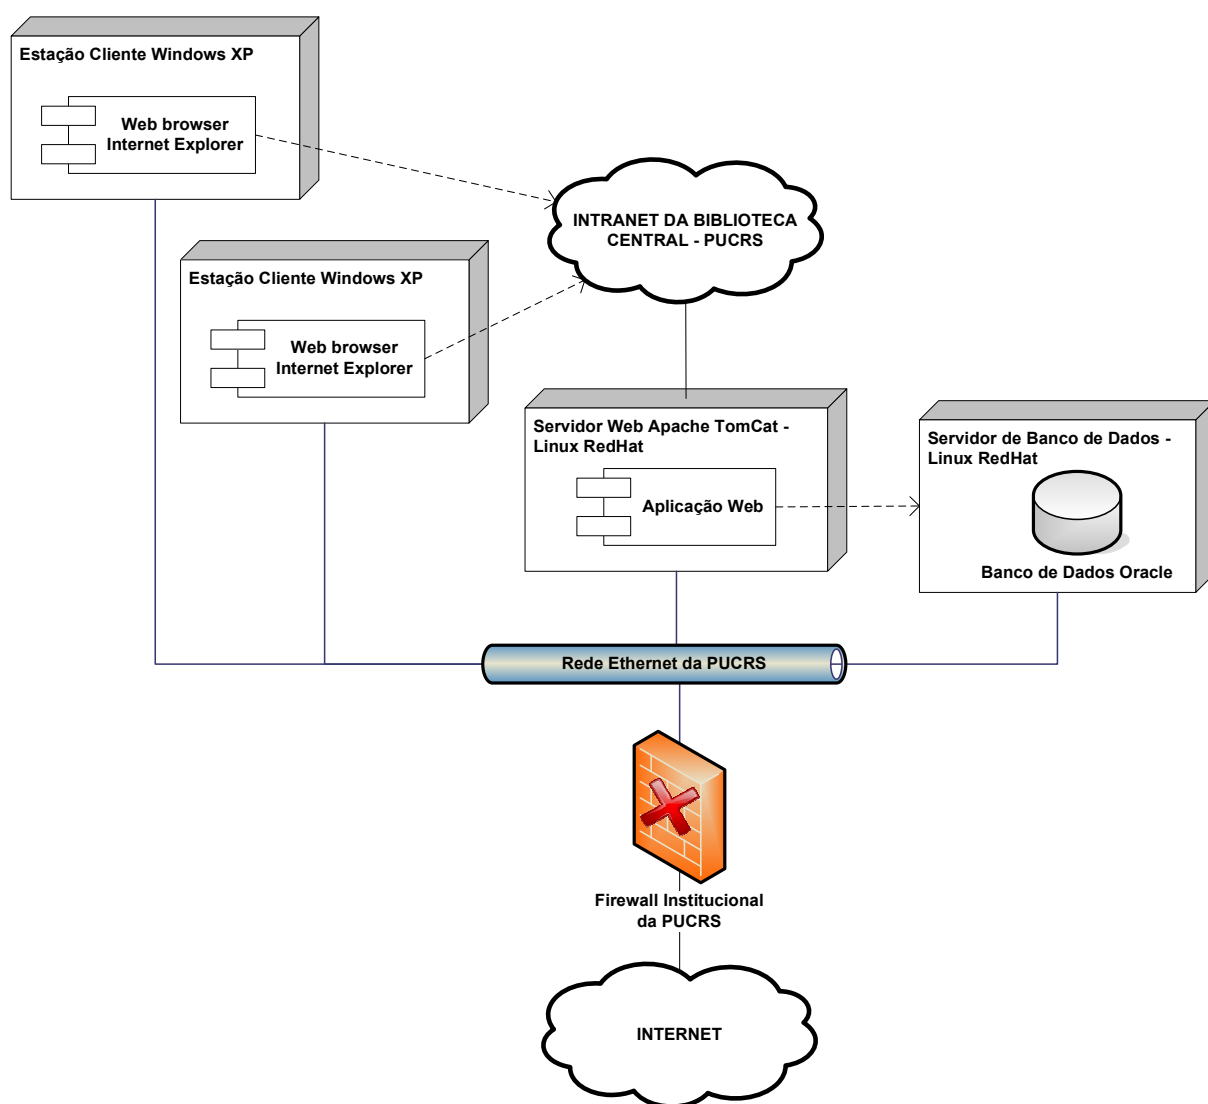 Estação Cliente Windows XP
Web browser
Internet Explorer
INTRANET DA BIBLIOTECA
CENTRAL - PUCRS
Estação Cliente Windows XP
Web browser
Internet Explorer
Servidor Web Apache TomCat -
Linux RedHat
Aplicação Web
Servidor de Banco de Dados -
Linux RedHat
Banco de Dados Oracle
Rede Ethernet da PUCRS
Firewall Institucional
da PUCRS
INTERNET